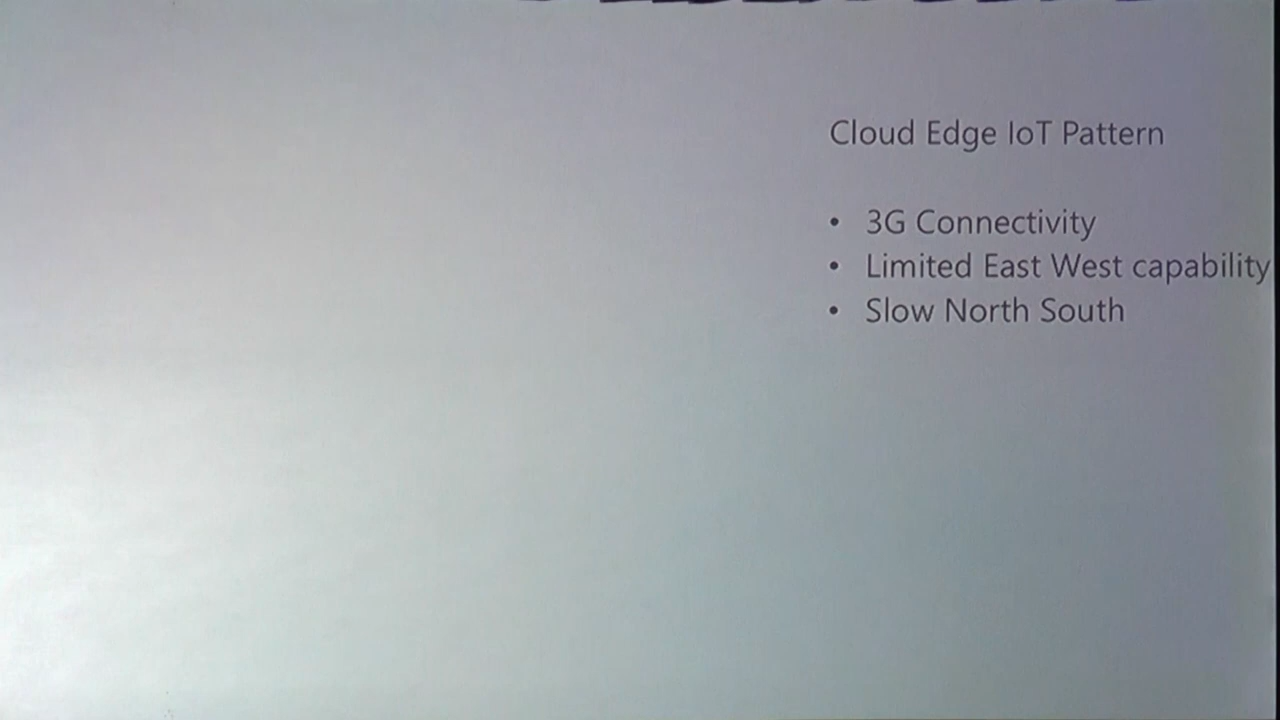 Cloud Edge IoT Pattern
• 3G Connectivity
• Limited East West capability
• Slow North South